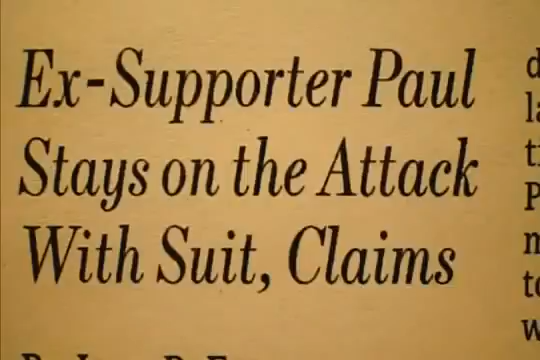 Ex-Supporter Paul
Stays on the Attack
With Suit, Claims